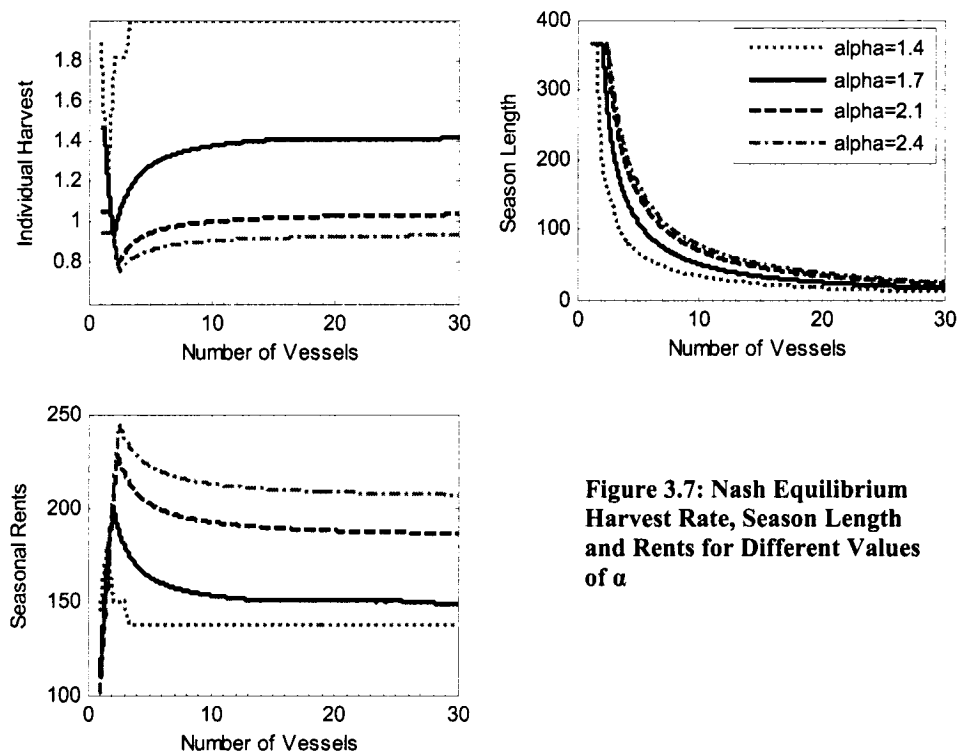 1.8
1.6
1.4
1.2
1
0.8
0
10
20
30
Individual Harvest
Number of Vessels
400
300
200
100
0
0
10
20
30
Season Length
Number of Vessels
alpha=1.4
alpha=1.7
alpha=2.1
alpha=2.4
250
200
150
100
0
10
20
30
Seasonal Rents
Number of Vessels
Figure 3.7: Nash Equilibrium
Harvest Rate, Season Length
and Rents for Different Values
of α